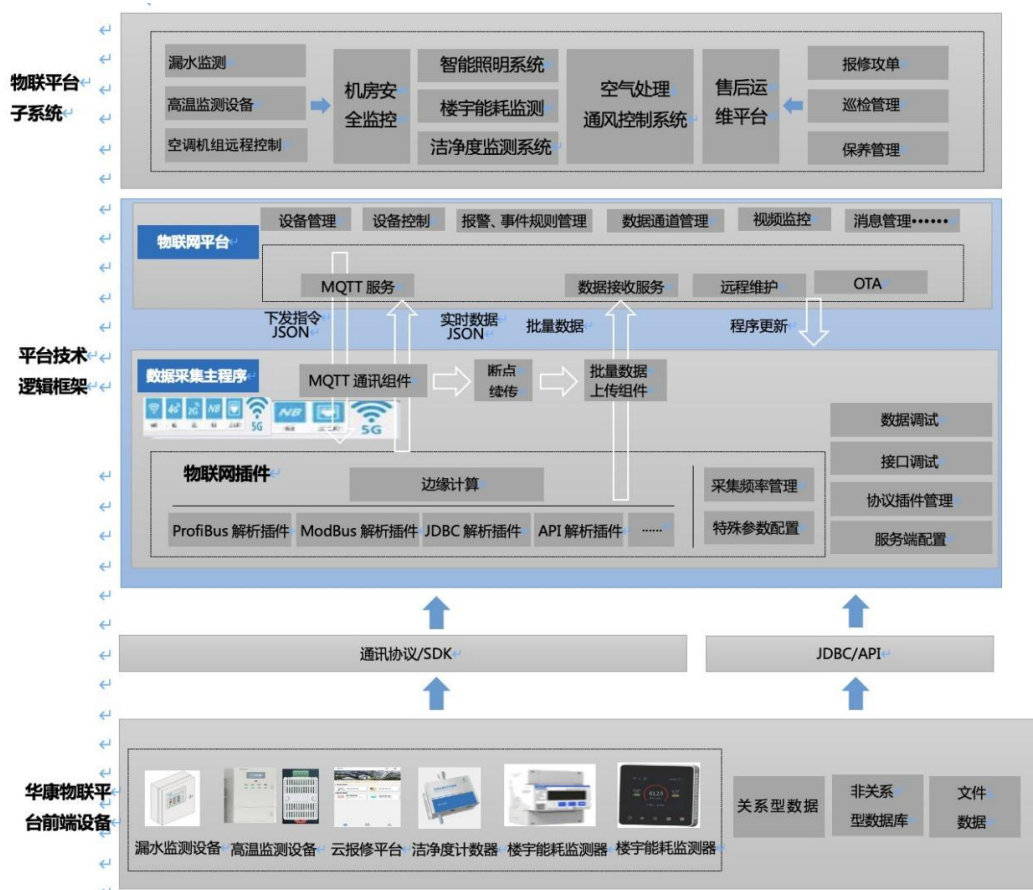 物联平台
子系统
漏水监测
高温监测设备
空调机组远程控制
机房安
全监控
智能照明系统
楼宇能耗监测
洁净度监测系统
空气处理
通风控制系统
售后运
维平台
报修攻单
巡检管理
保养管理
平台技术
逻辑框架
物联网平台
设备管理
设备控制
报警、事件规则管理
数据通道管理
视频监控
消息管理••••••
MQTT 服务
数据接收服务
远程维护
OTA
下发指令
JSON
实时数据
JSON
批量数据
程序更新
数据采集主程序
MQTT 通讯组件
断点
续传
批量数据
上传组件
4G
2G
NB
5G
NB
5G
数据调试
接口调试
协议插件管理
服务端配置
物联网插件
边缘计算
采集频率管理
特殊参数配置
ProfiBus 解析插件
ModBus 解析插件
JDBC 解析插件
API 解析插件
······
通讯协议/SDK
JDBC/API
华康物联平
台前端设备
漏水监测设备
高温监测设备
云报修平台
洁净度计数器
楼宇能耗监测器
楼宇能耗监测器
关系型数据
非关系
型数据库
文件
数据